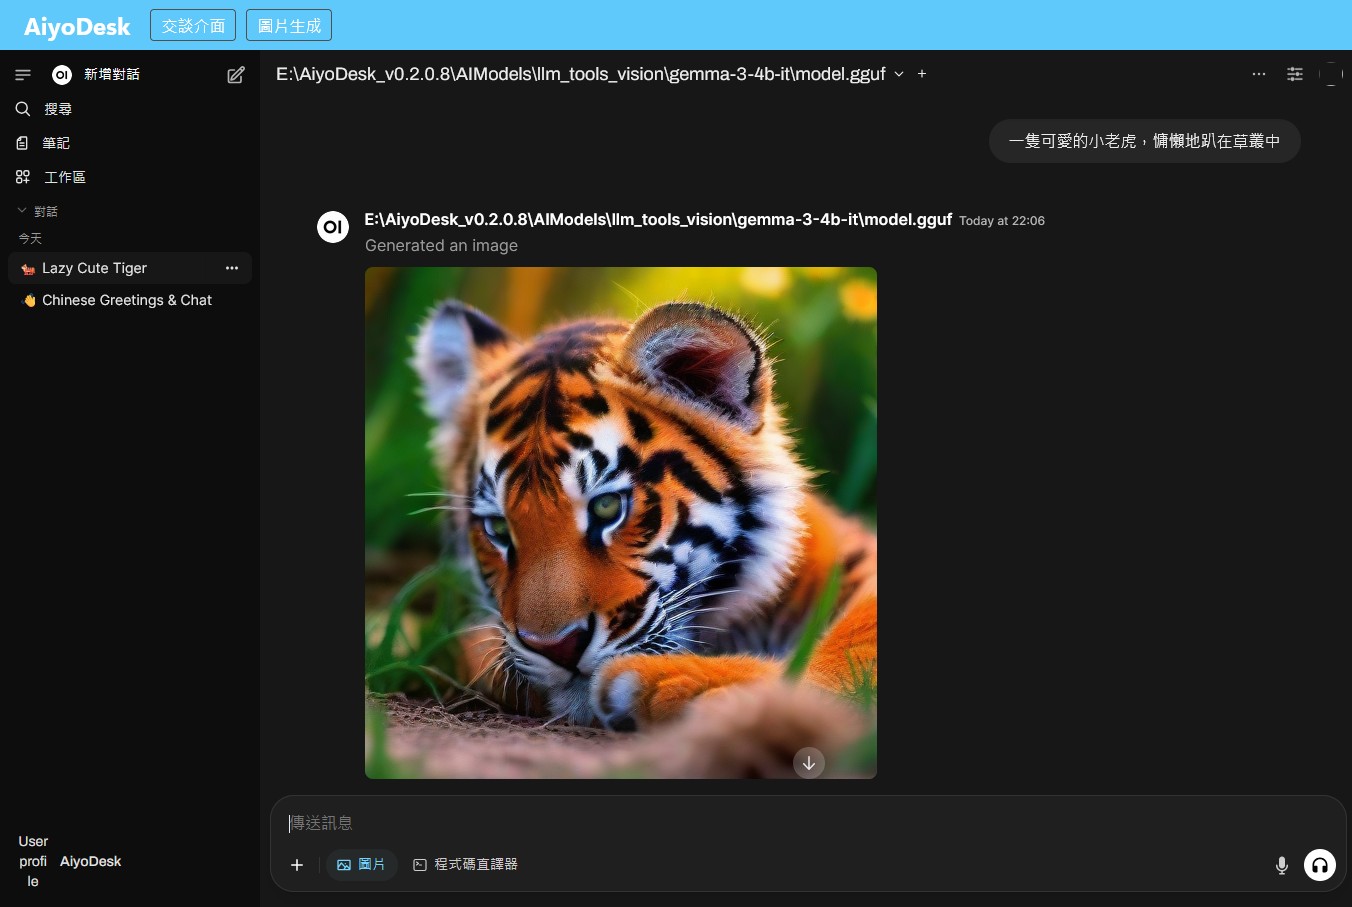 AiyoDesk
交談介面
圖片生成
新增對話
搜尋
筆記
工作區
對話
今天
Lazy Cute Tiger
Chinese Greetings & Chat
User
profi
le
AiyoDesk
E:\AiyoDesk_v0.2.0.8\AIModels\llm_tools_vision\gemma-3-4b-it\model.gguf
一隻可愛的小老虎，慵懶地趴在草叢中
OI
E:\AiyoDesk_v0.2.0.8\AIModels\llm_tools_vision\gemma-3-4b-it\model.gguf Today at 22:06
Generated an image
傳送訊息
圖片
程式碼直譯器